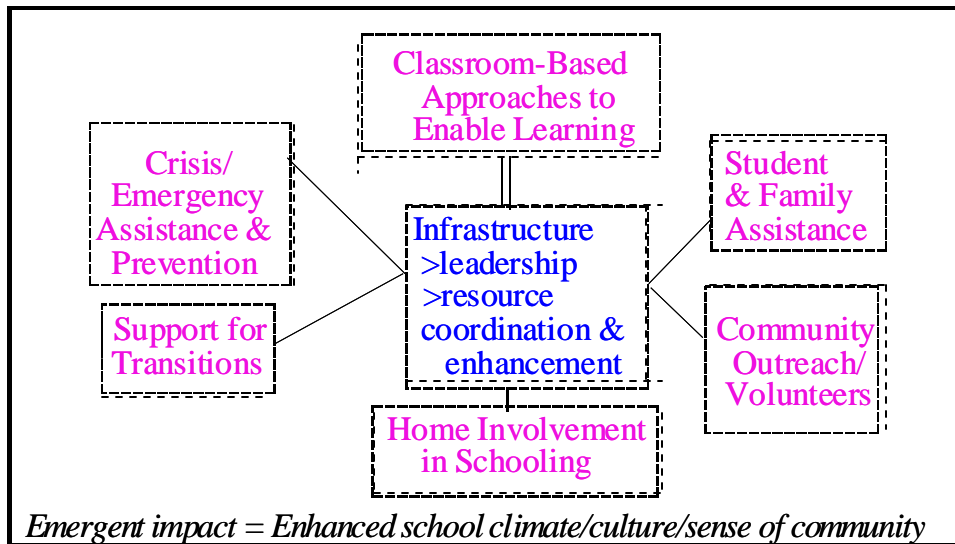 Classroom-Based
Approaches to
Enable Learning
Crisis/
Emergency
Assistance &
Prevention
Student
& Family
Assistance
Infrastructure
>leadership
>resource
coordination &
enhancement
Support for
Transitions
Community
Outreach/
Volunteers
Home Involvement
in Schooling
Emergent impact = Enhanced school climate/culture/sense of community